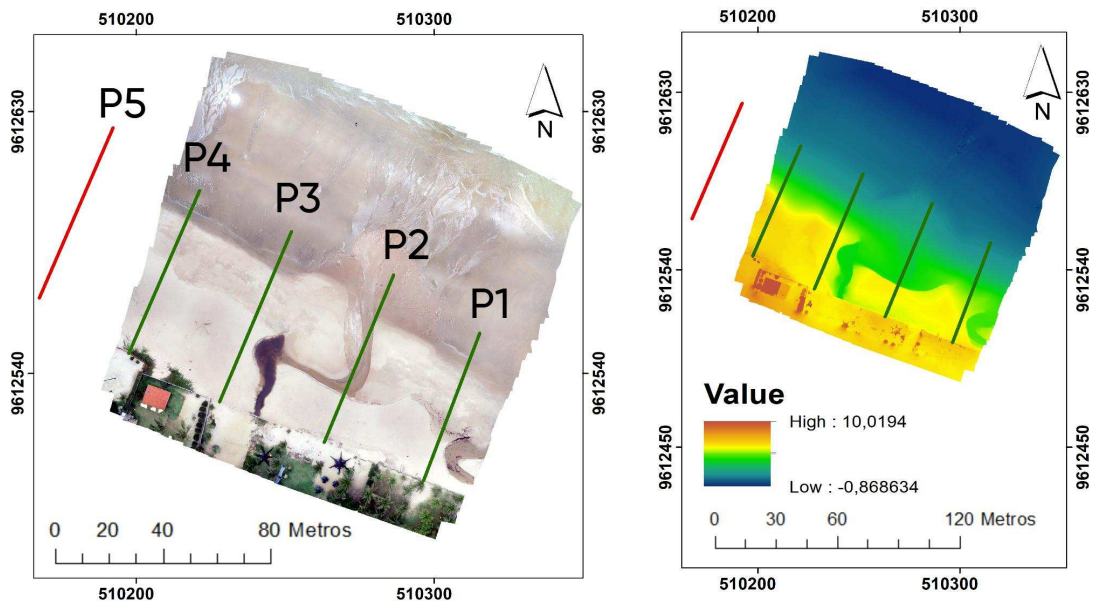 510200 510300
510200 510300
9612630 9612630
9612630 9612630
N
N
P5
P4
P3
P2
P1
9612540 9612540
9612540 9612540
Value
High : 10,0194
Low : -0,868634
9612450 9612450
0 20 40 80 Metros
0 30 60 120 Metros
510200 510300
510200 510300